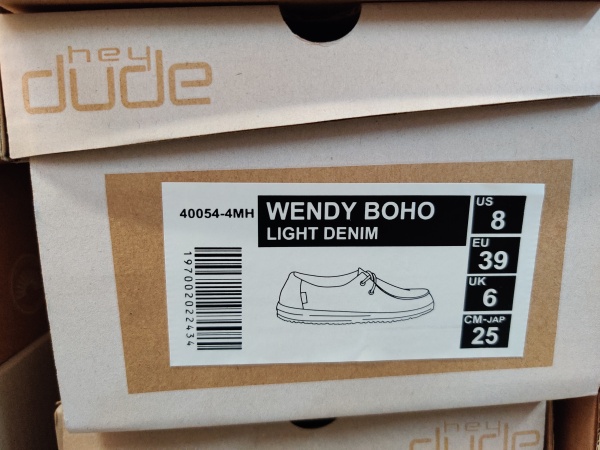 hey
dude
40054-4MH
WENDY BOHO
LIGHT DENIM
US
8
EU
39
UK
6
CM-JAP
25
197002022434
hey
dude